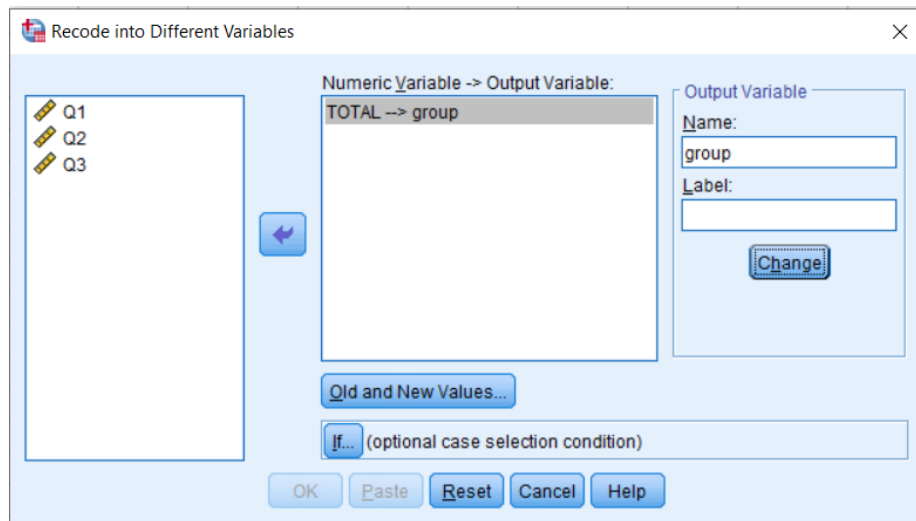 Recode into Different Variables
Numeric Variable -> Output Variable:
Q1
Q2
Q3
TOTAL --> group
Output Variable
Name:
group
Label:
Change
Old and New Values...
If... (optional case selection condition)
OK Paste Reset Cancel Help